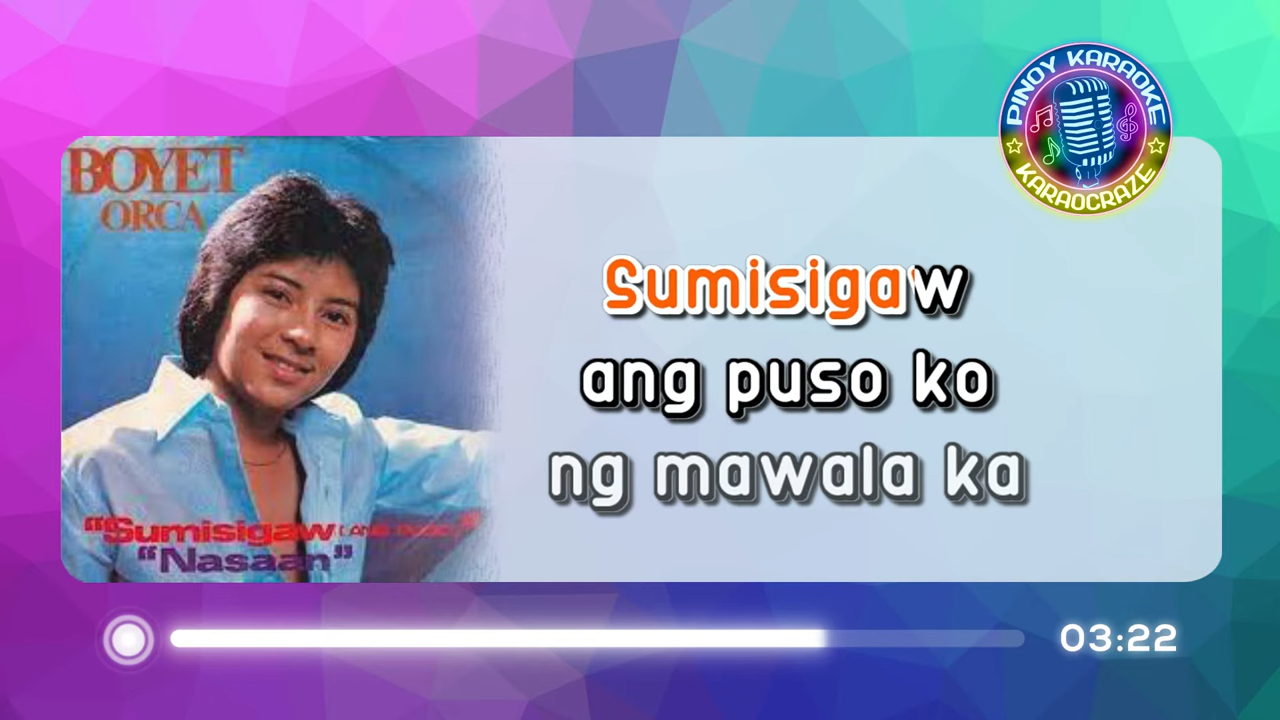 BOYET
ORCA
PINOY KARAOKE
KARAOCRAZE
Sumisigaw
ang puso ko
ng mawala ka
"Sumisigaw
"Nasaan"
03:22